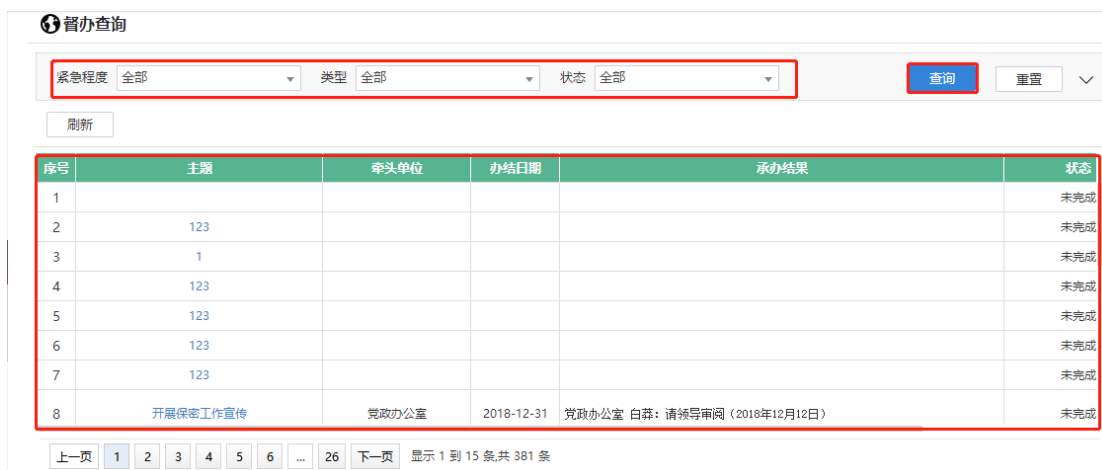 督办查询
紧急程度 全部 类型 全部 状态 全部 查询 重置
刷新
序号 主题 牵头单位 办结日期 承办结果 状态
1 未完成
2 123 未完成
3 1 未完成
4 123 未完成
5 123 未完成
6 123 未完成
7 123 未完成
8 开展保密工作宣传 党政办公室 2018-12-31 党政办公室 白莽：请领导审阅（2018年12月12日） 未完成
上一页 1 2 3 4 5 6 ... 26 下一页 显示 1 到 15 条,共 381 条